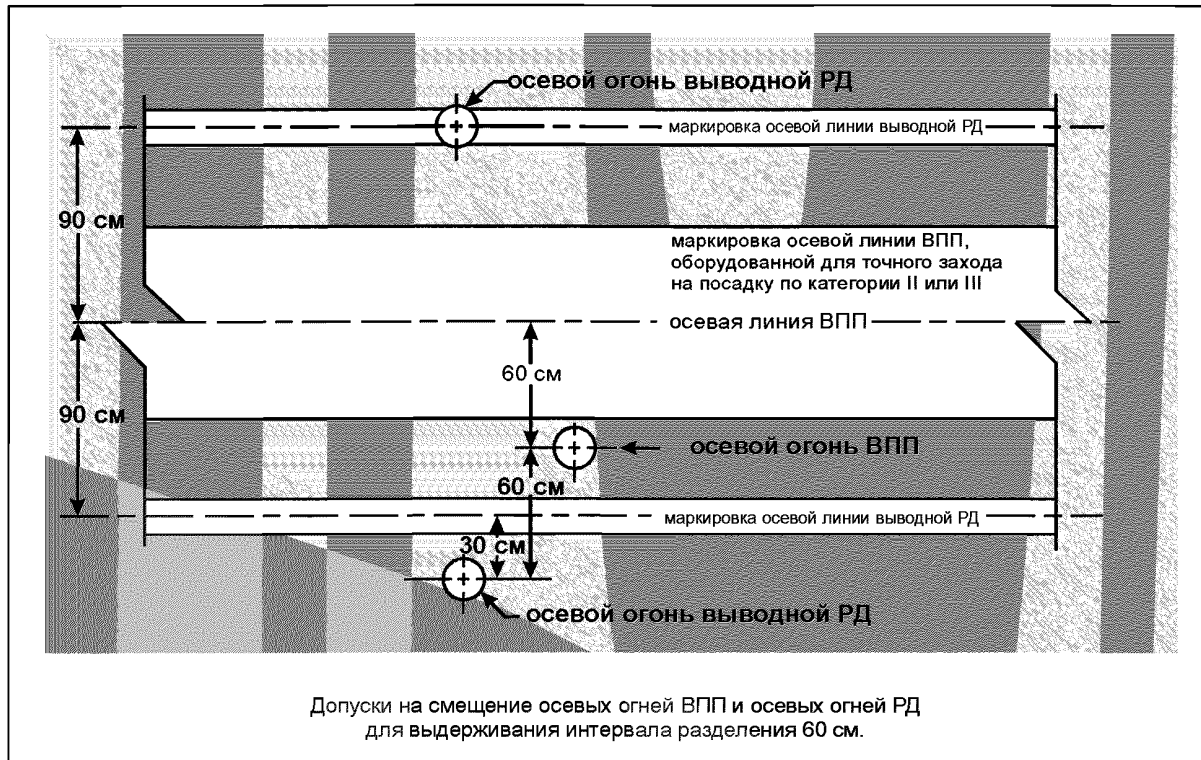 осевой огонь выводной РД
маркировка осевой линии выводной РД
90 см
маркировка осевой линии ВПП,
оборудованной для точного захода
на посадку по категории II или III
осевая линия ВПП
60 см
90 см
осевой огонь ВПП
60 см
маркировка осевой линии выводной РД
30 см
осевой огонь выводной РД
Допуски на смещение осевых огней ВПП и осевых огней РД
для выдерживания интервала разделения 60 см.